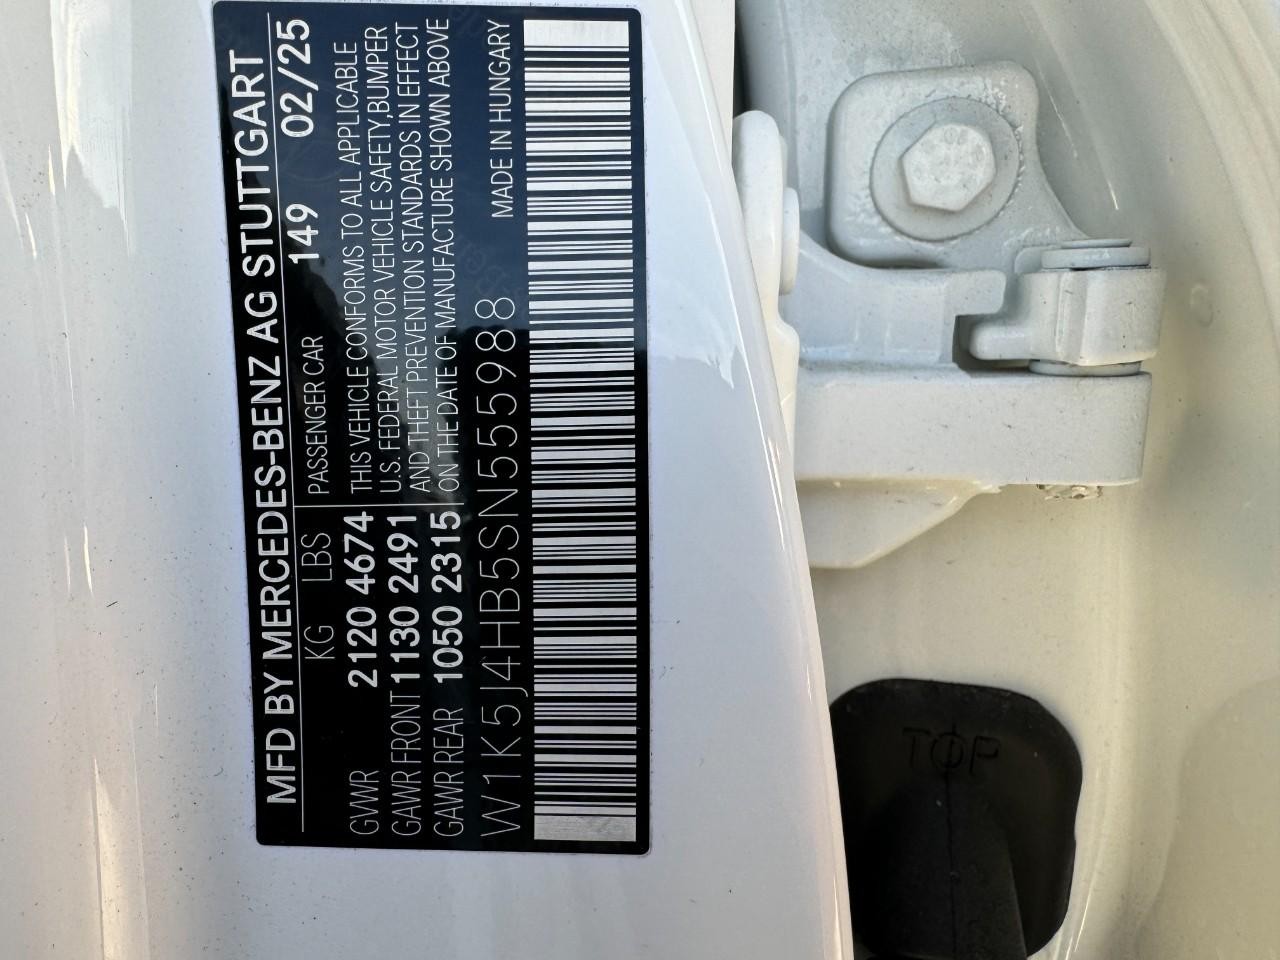 MFD BY MERCEDES-BENZ AG STUTTGART
KG LBS PASSENGER CAR 149 02/25
GVWR 2120 4674 THIS VEHICLE CONFORMS TO ALL APPLICABLE
GAWR FRONT 1130 2491 U.S. FEDERAL MOTOR VEHICLE SAFETY,BUMPER
GAWR REAR 1050 2315 AND THEFT PREVENTION STANDARDS IN EFFECT
ON THE DATE OF MANUFACTURE SHOWN ABOVE
W1K5J4HB5SN555988 MADE IN HUNGARY
TOP